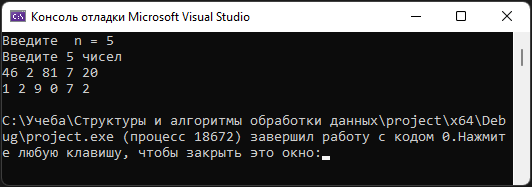 Консоль отладки Microsoft Visual Studio
Введите  n = 5
Введите 5 чисел
46 2 81 7 20
1 2 9 0 7 2
C:\Учеба\Структуры и алгоритмы обработки данных\project\x64\Deb
ug\project.exe (процесс 18672) завершил работу с кодом 0.Нажмит
е любую клавишу, чтобы закрыть это окно: